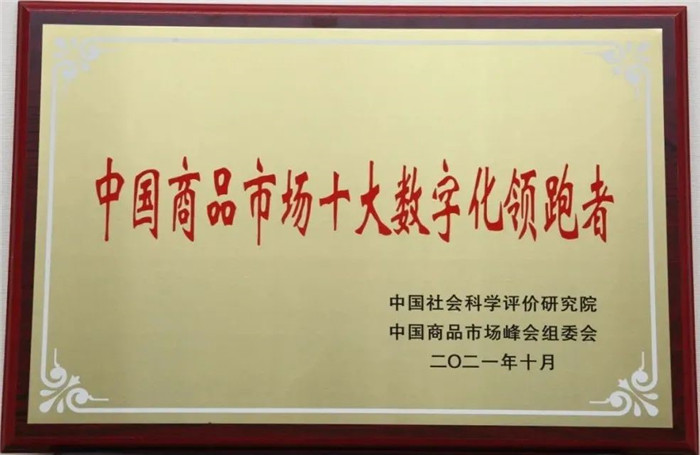 中国商品市场十大数字化领跑者
中国社会科学评价研究院
中国商品市场峰会组委会
二〇二一年十月